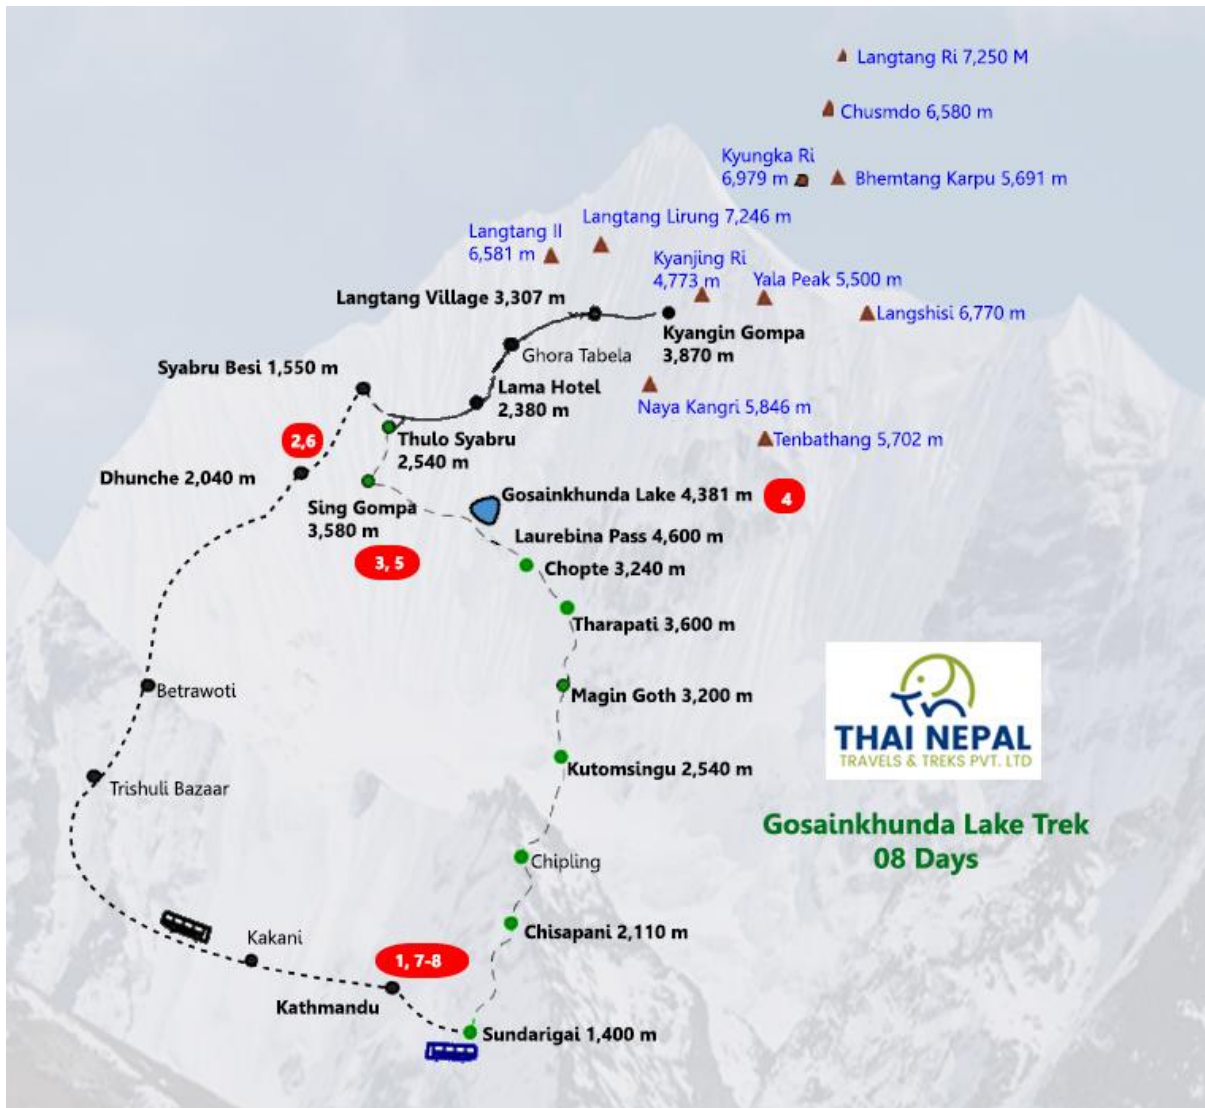 Langtang Ri 7,250 M
Chusmdo 6,580 m
Kyungka Ri
6,979 m
Bhemtang Karpu 5,691 m
Langtang Lirung 7,246 m
Langtang II
6,581 m
Kyanjing Ri
4,773 m
Yala Peak 5,500 m
Langtang Village 3,307 m
Langshisi 6,770 m
Kyangin Gompa
3,870 m
Ghora Tabela
Syabru Besi 1,550 m
Lama Hotel
2,380 m
Naya Kangri 5,846 m
2,6
Thulo Syabru
2,540 m
Tenbathang 5,702 m
Dhunche 2,040 m
Gosainkhunda Lake 4,381 m
4
Sing Gompa
3,580 m
Laurebina Pass 4,600 m
3, 5
Chopte 3,240 m
Tharapati 3,600 m
Betrawoti
Magin Goth 3,200 m
THAI NEPAL
TRAVELS & TREKS PVT. LTD
Kutomsingu 2,540 m
Trishuli Bazaar
Gosainkhunda Lake Trek
08 Days
Chipling
Chisapani 2,110 m
Kakani
1, 7-8
Kathmandu
Sundarigai 1,400 m